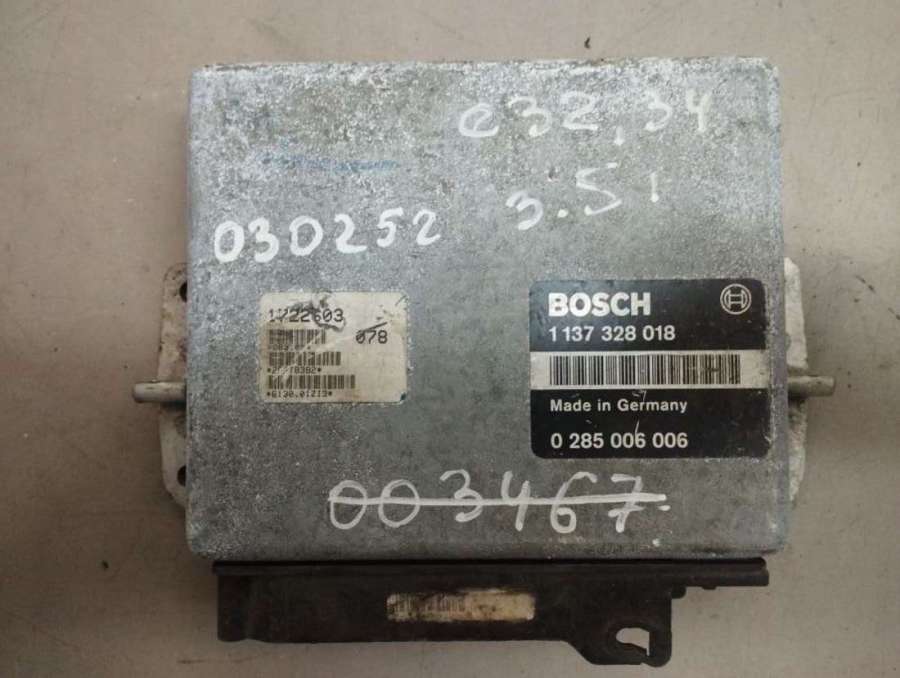 e32, 34
3.5i
030252
1722603
078
BOSCH
1 137 328 018
Made in Germany
0 285 006 006
003467